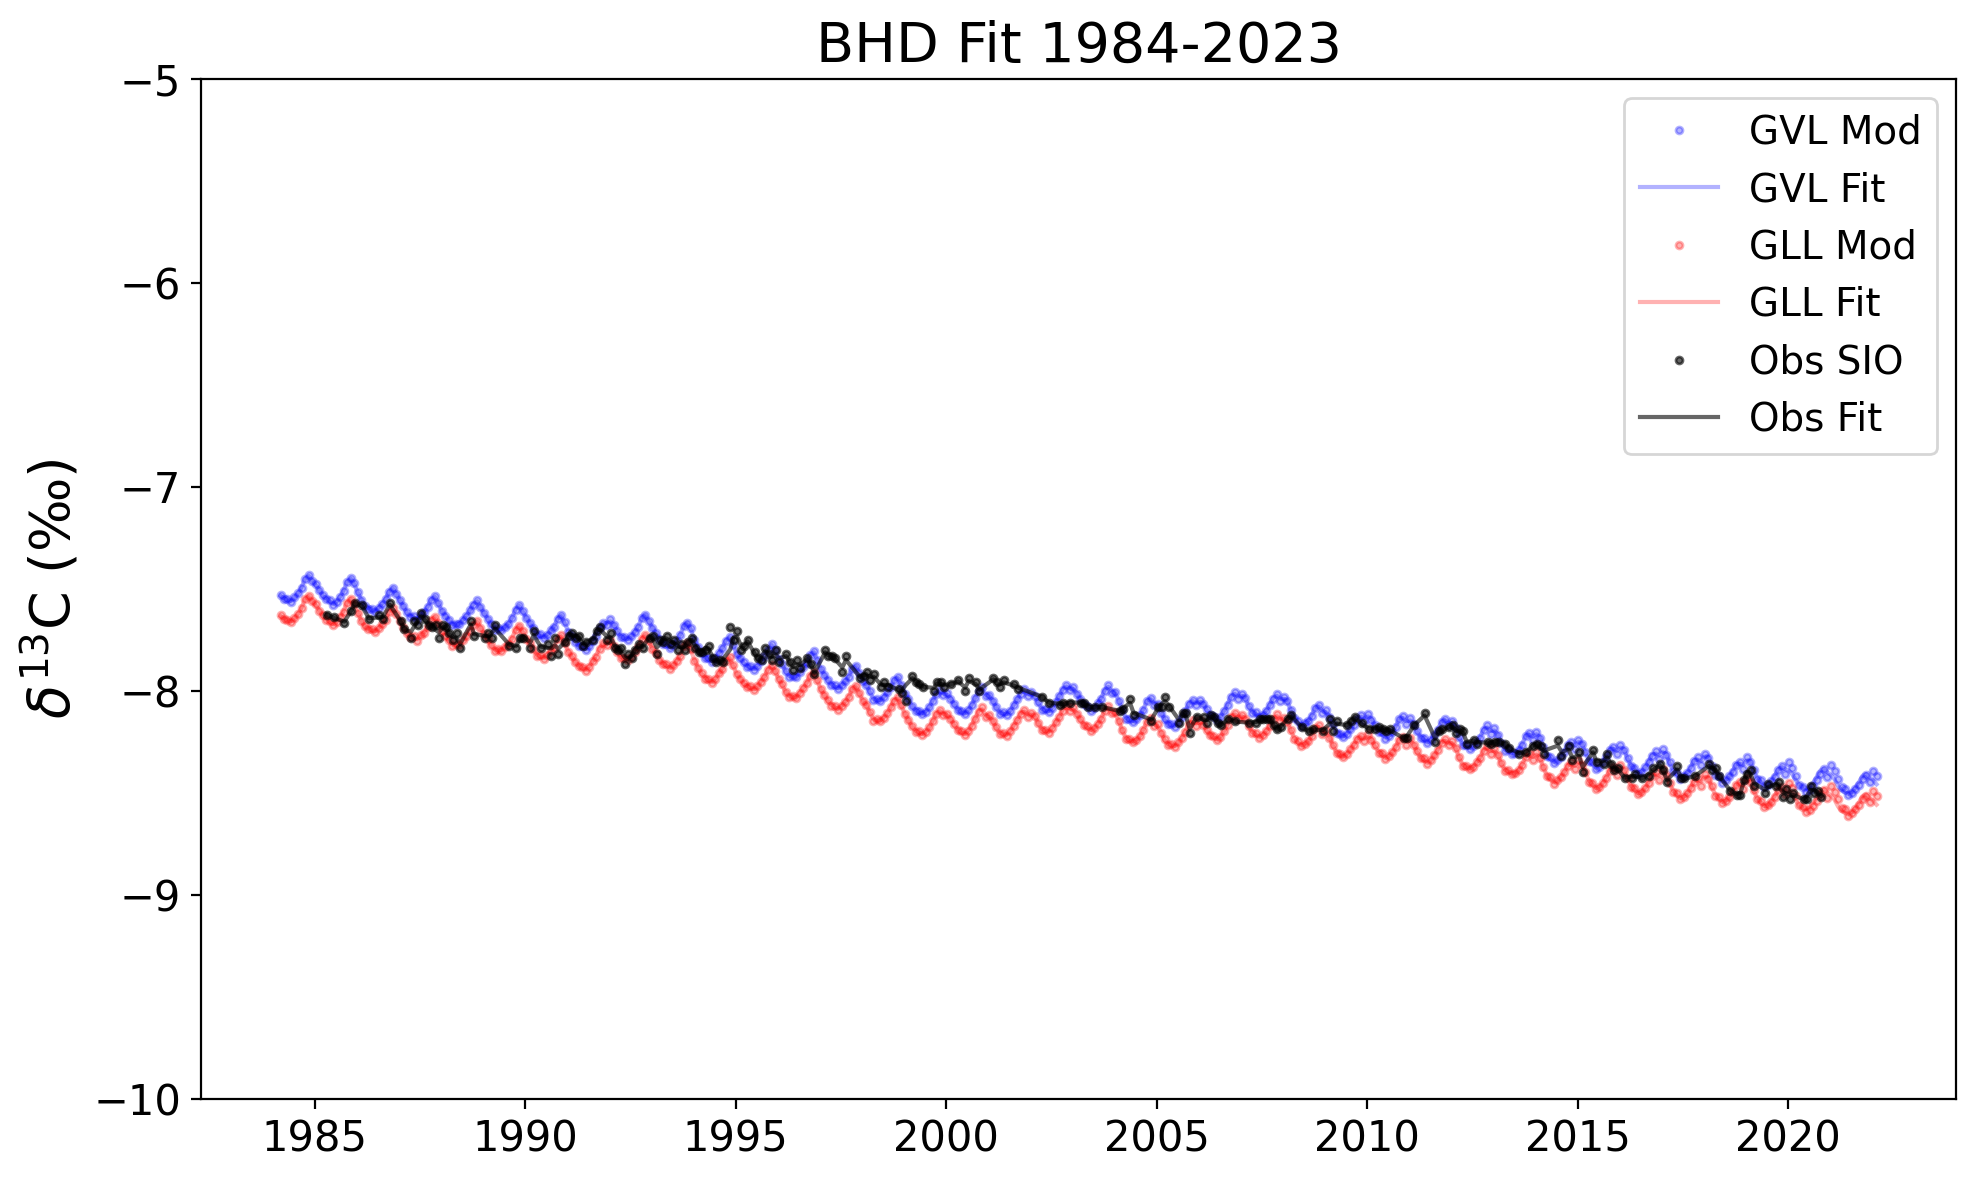 BHD Fit 1984-2023
−5
−6
−7
−8
−9
−10
δ¹³C (‰)
GVL Mod
GVL Fit
GLL Mod
GLL Fit
Obs SIO
Obs Fit
1985 1990 1995 2000 2005 2010 2015 2020